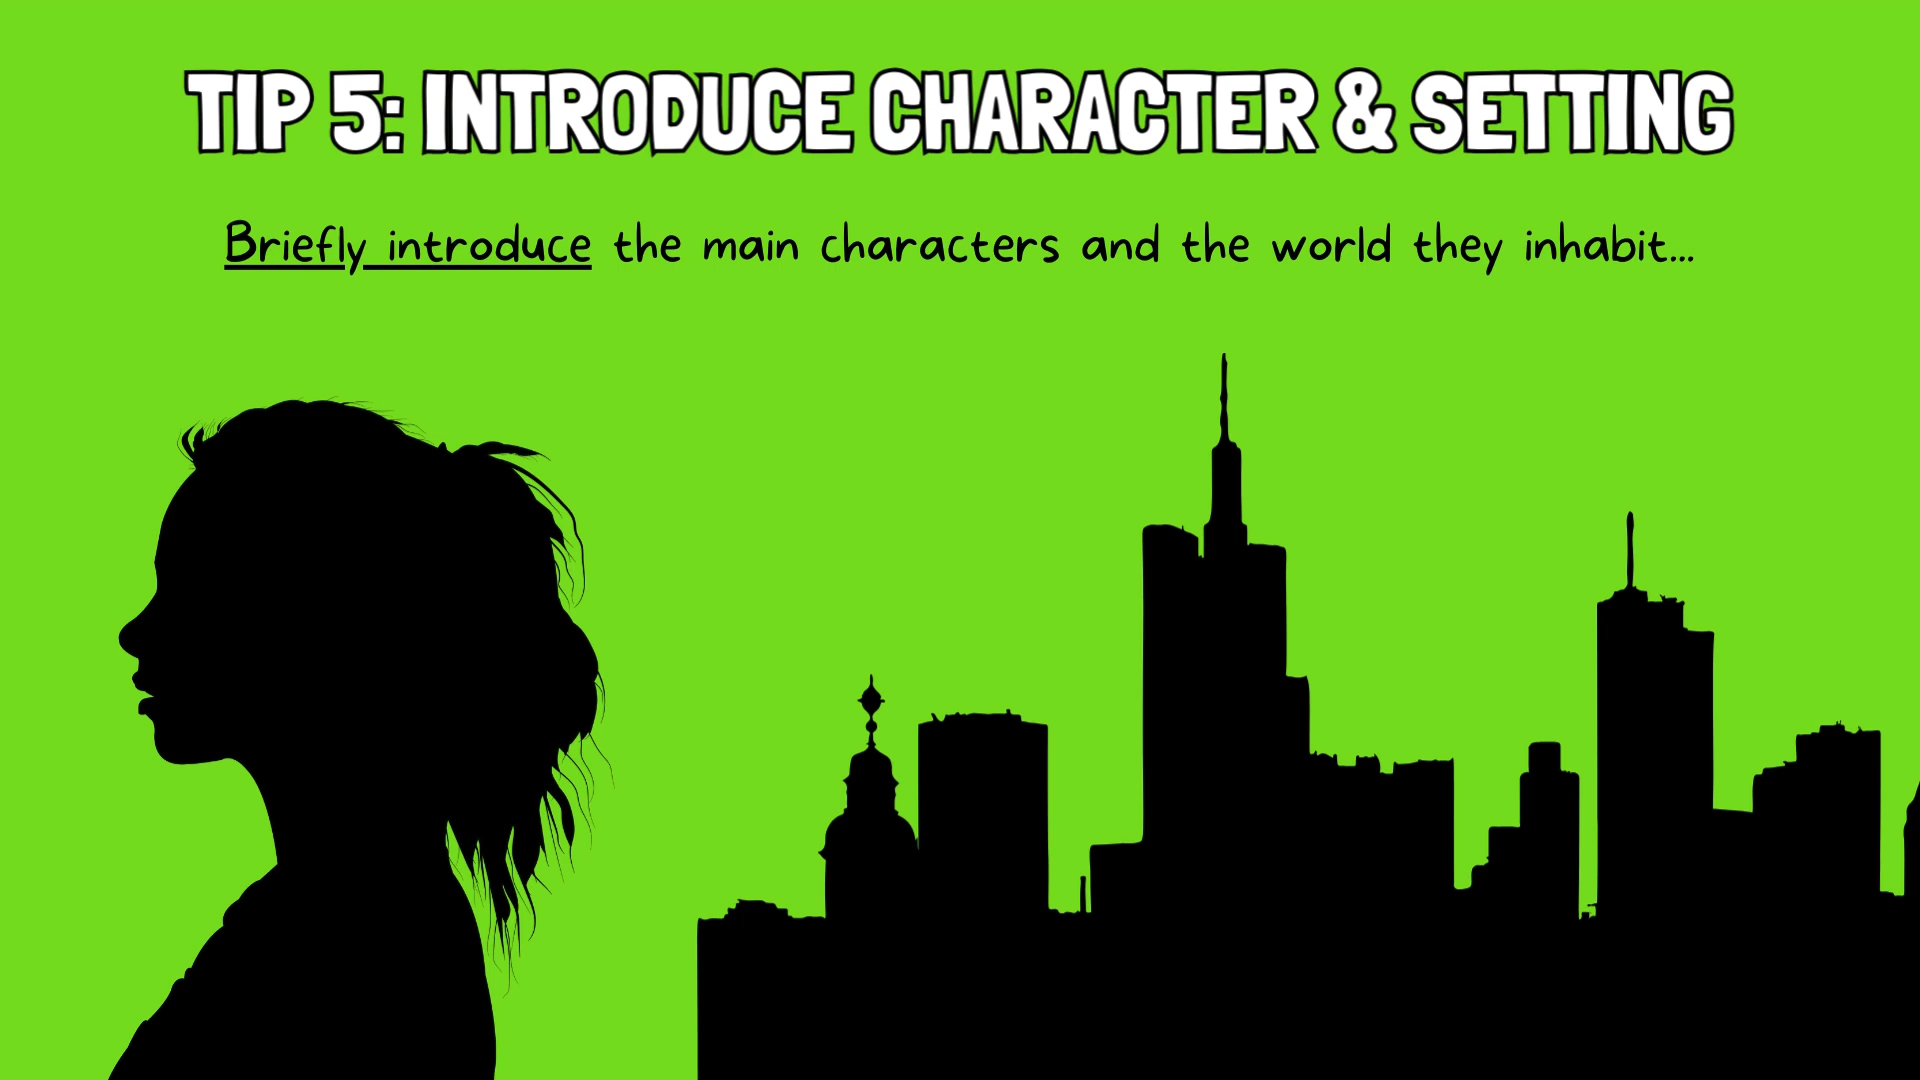 TIP 5: INTRODUCE CHARACTER & SETTING
Briefly introduce the main characters and the world they inhabit...